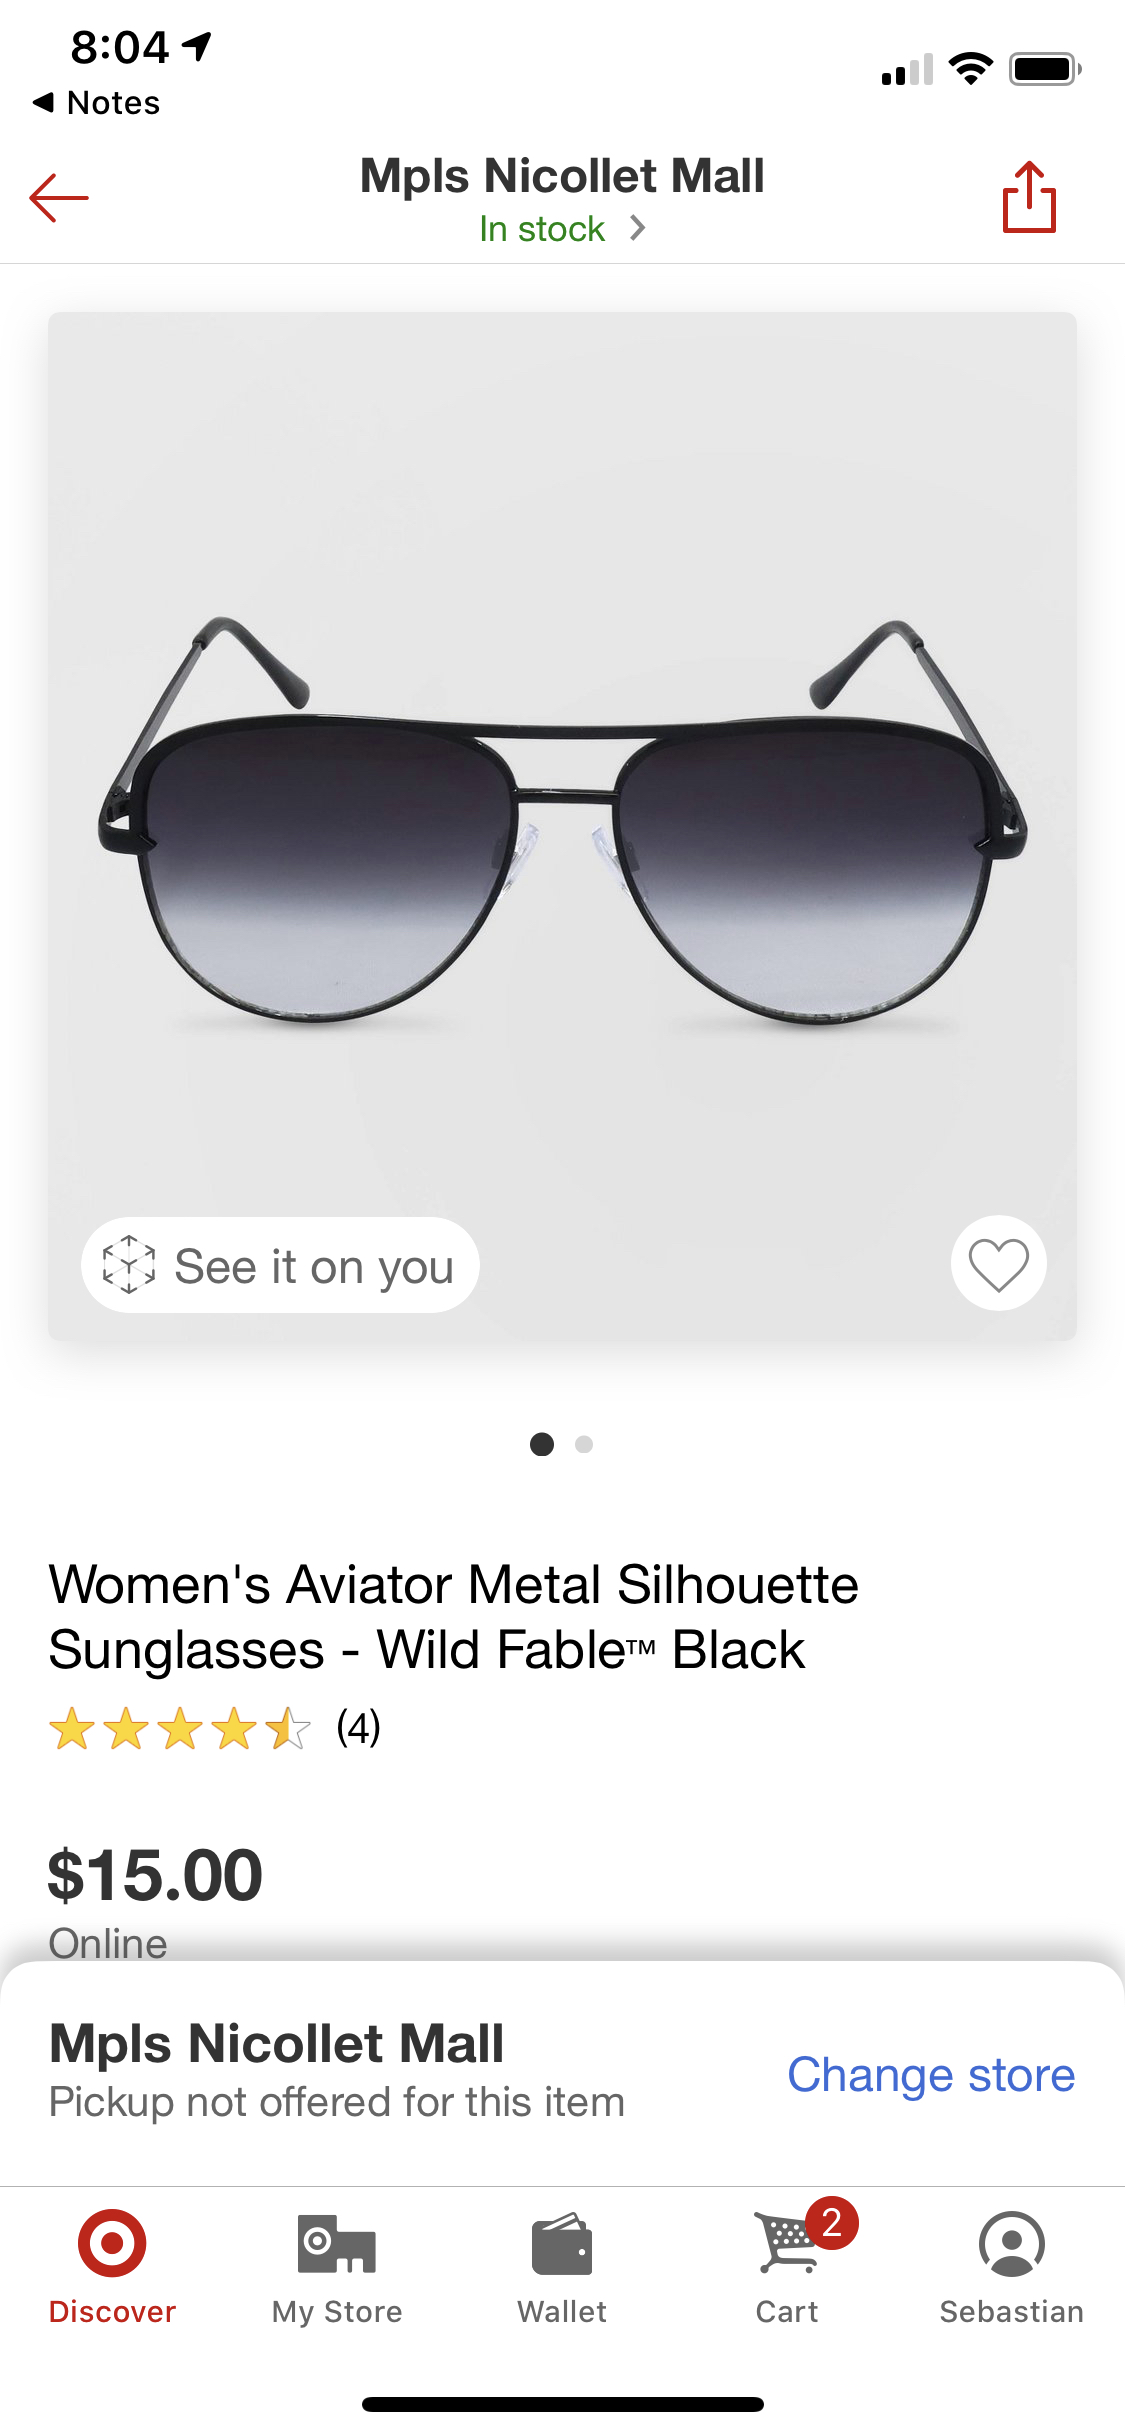 8:04
Notes
Mpls Nicollet Mall
In stock
See it on you
Women's Aviator Metal Silhouette
Sunglasses - Wild Fable™ Black
(4)
$15.00
Online
Mpls Nicollet Mall
Pickup not offered for this item
Change store
2
Discover
My Store
Wallet
Cart
Sebastian